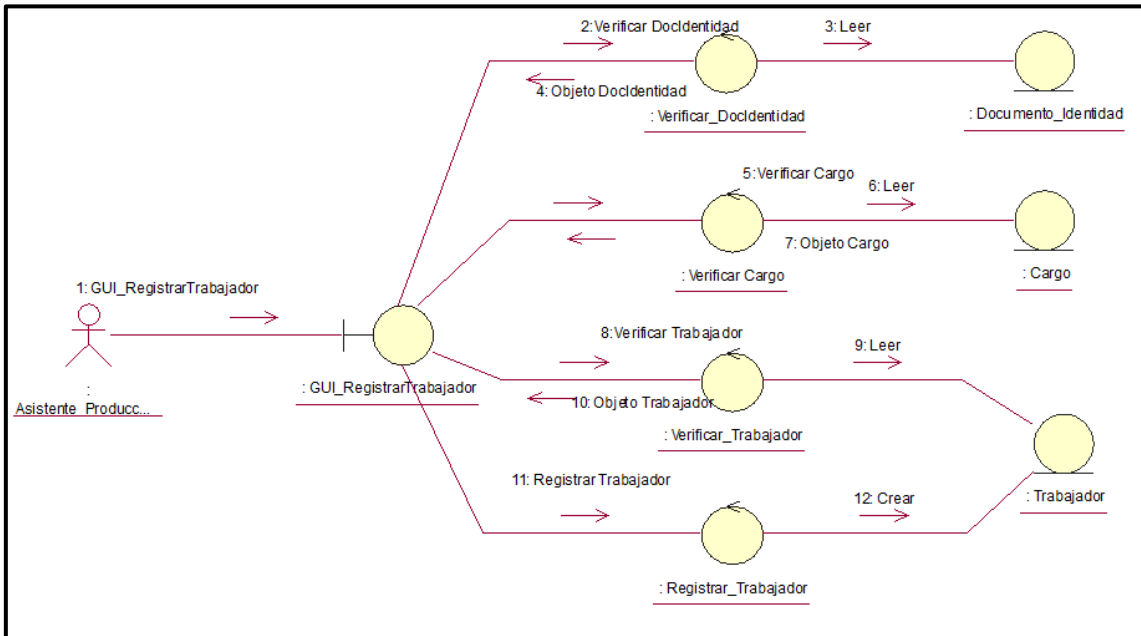 2:Verificar DocIdentidad
3:Leer
4: Objeto DocIdentidad
: Verificar_DocIdentidad
: Documento_Identidad
5:Verificar Cargo
6:Leer
7: Objeto Cargo
: Verificar Cargo
: Cargo
1: GUI_RegistrarTrabajador
:
Asistente_Producc...
: GUI_RegistrarTrabajador
8:Verificar Trabajador
9: Leer
10: Objeto Trabajador
: Verificar_Trabajador
11: Registrar Trabajador
12: Crear
: Trabajador
: Registrar_Trabajador